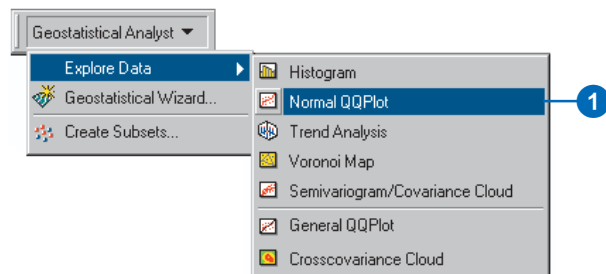 Geostatistical Analyst
Explore Data
Geostatistical Wizard...
Create Subsets...
Histogram
Normal QQPlot
1
Trend Analysis
Voronoi Map
Semivariogram/Covariance Cloud
General QQPlot
Crosscovariance Cloud